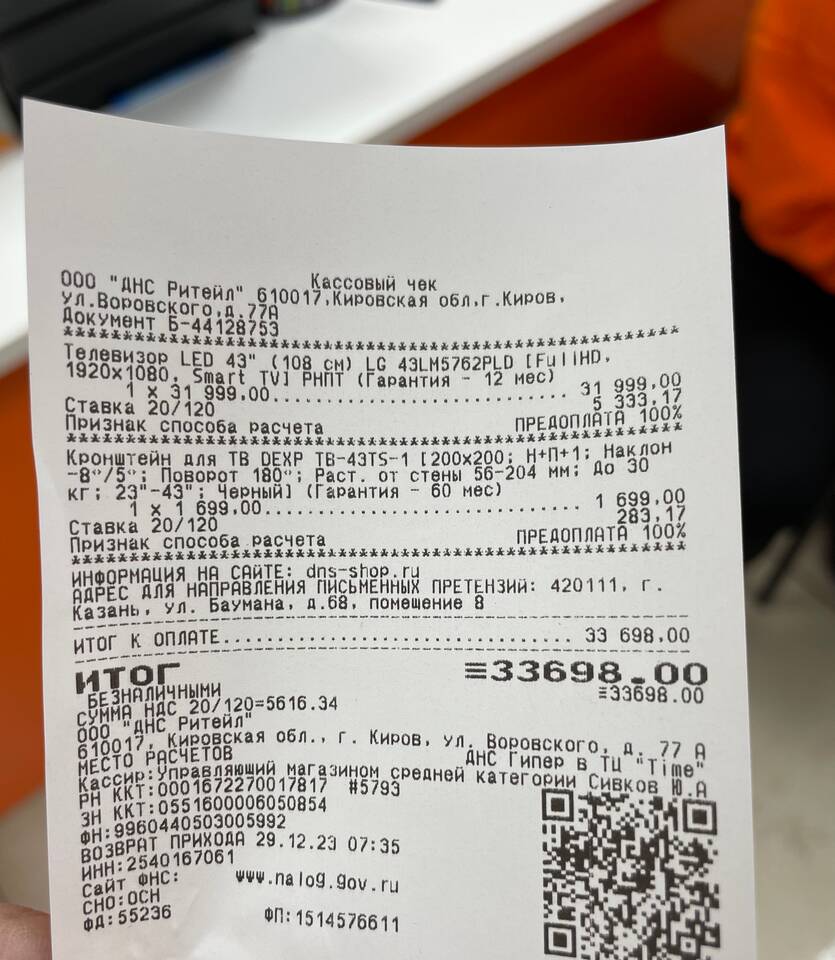 Кассовый чек
ООО "ДНС Ритейл" 610017,Кировская обл,г.Киров,
ул.Воровского,д.77А
Документ Б-44128753
************************************************
Телевизор LED 43" (108 см) LG 43LM5762PLD [FullHD,
1920x1080, Smart TV] РНПТ (Гарантия - 12 мес)
1 x 31 999.00.................................. 31 999,00
Ставка 20/120 5 333,17
Признак способа расчета ПРЕДОПЛАТА 100%
************************************************
Кронштейн для ТВ DEXP TB-43TS-1 [200x200; Н+П+1; Наклон
-8°/5°; Поворот 180°; Раст. от стены 56-204 мм; До 30
кг; 23"-43"; Черный] (Гарантия - 60 мес)
1 x 1 699.00.................................. 1 699,00
Ставка 20/120 283,17
Признак способа расчета ПРЕДОПЛАТА 100%
************************************************
ИНФОРМАЦИЯ НА САЙТЕ: dns-shop.ru
АДРЕС ДЛЯ НАПРАВЛЕНИЯ ПИСЬМЕННЫХ ПРЕТЕНЗИЙ: 420111, г.
Казань, ул. Баумана, д.68, помещение 8
ИТОГ К ОПЛАТЕ.................................. 33 698,00
ИТОГ ≡33698.00
БЕЗНАЛИЧНЫМИ ≡33698.00
СУММА НДС 20/120=5616.34
ООО "ДНС Ритейл"
610017, Кировская обл., г. Киров, ул. Воровского, д. 77 А
МЕСТО РАСЧЕТОВ ДНС Гипер в ТЦ "Time"
Кассир:Управляющий магазином средней категории Сивков Ю.А
РН ККТ:0001672270017817 #5793
ЗН ККТ:0551600006050854
ФН:9960440503005992
ВОЗВРАТ ПРИХОДА 29.12.23 07:35
ИНН:2540167061
Сайт ФНС: www.nalog.gov.ru
СНО:ОСН
ФД:55236 ФП:1514576611